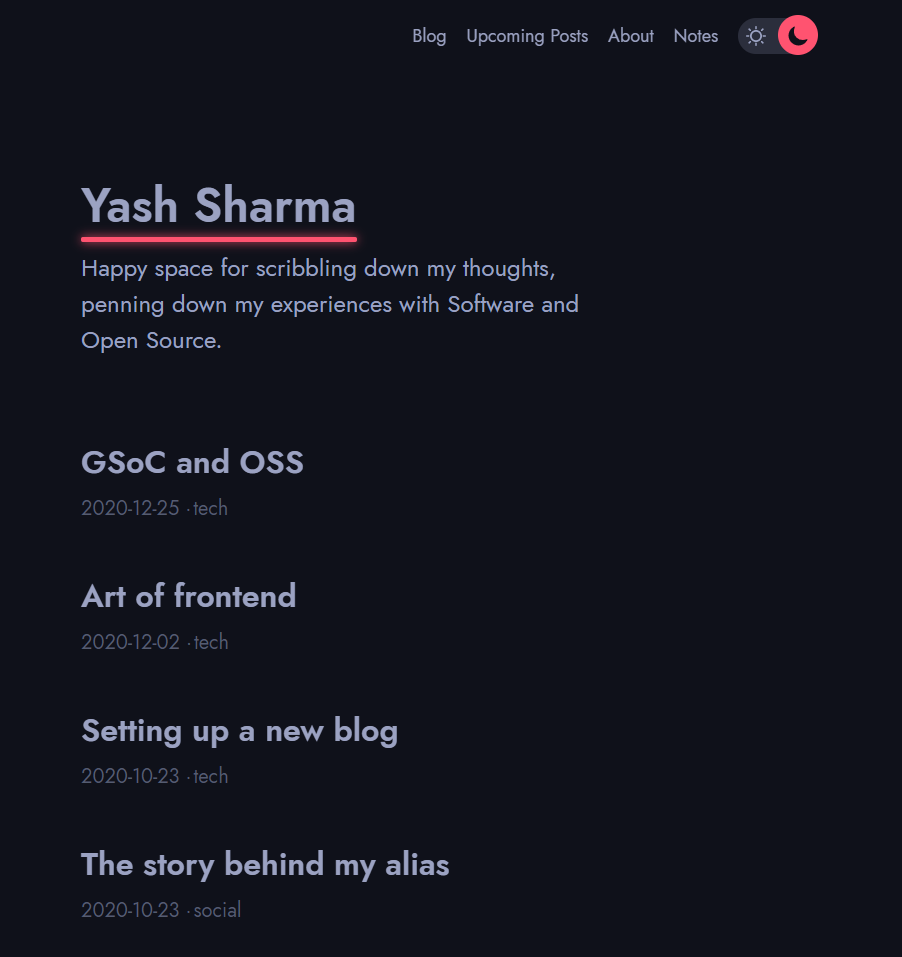 Blog Upcoming Posts About Notes
Yash Sharma
Happy space for scribbling down my thoughts,
penning down my experiences with Software and
Open Source.
GSoC and OSS
2020-12-25 · tech
Art of frontend
2020-12-02 · tech
Setting up a new blog
2020-10-23 · tech
The story behind my alias
2020-10-23 · social